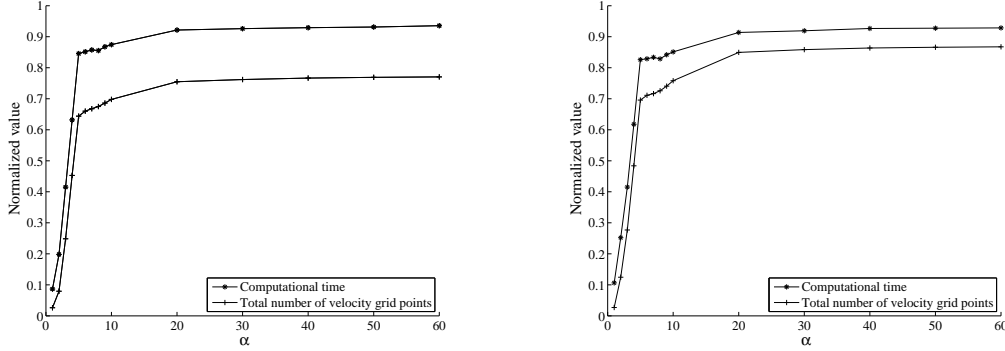 1
0.9
0.8
0.7
0.6
0.5
0.4
0.3
0.2
0.1
0
Normalized value
0 10 20 30 40 50 60
α
Computational time
Total number of velocity grid points
1
0.9
0.8
0.7
0.6
0.5
0.4
0.3
0.2
0.1
0
Normalized value
0 10 20 30 40 50 60
α
Computational time
Total number of velocity grid points